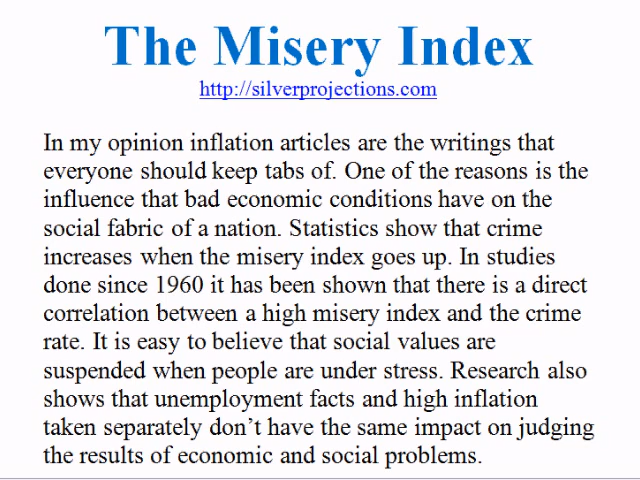 The Misery Index
http://silverprojections.com
In my opinion inflation articles are the writings that
everyone should keep tabs of. One of the reasons is the
influence that bad economic conditions have on the
social fabric of a nation. Statistics show that crime
increases when the misery index goes up. In studies
done since 1960 it has been shown that there is a direct
correlation between a high misery index and the crime
rate. It is easy to believe that social values are
suspended when people are under stress. Research also
shows that unemployment facts and high inflation
taken separately don’t have the same impact on judging
the results of economic and social problems.